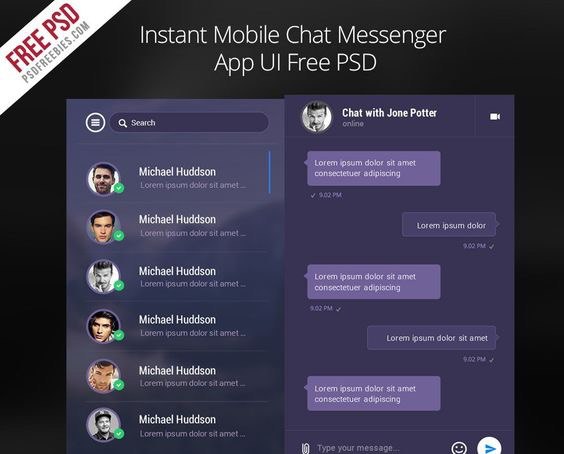 FREE PSD
PSDFREEBIES.COM
Instant Mobile Chat Messenger
App UI Free PSD
Search
Michael Huddson
Lorem ipsum dolor sit amet ...
Michael Huddson
Lorem ipsum dolor sit amet ...
Michael Huddson
Lorem ipsum dolor sit amet ...
Michael Huddson
Lorem ipsum dolor sit amet ...
Michael Huddson
Lorem ipsum dolor sit amet ...
Michael Huddson
Lorem ipsum dolor sit amet ...
Chat with Jone Potter
online
Lorem ipsum dolor sit amet
consectetuer adipiscing
9.02 PM
Lorem ipsum dolor
9.02 PM
Lorem ipsum dolor sit amet
consectetuer adipiscing
9.02 PM
Lorem ipsum dolor sit amet
9.02 PM
Lorem ipsum dolor sit amet
consectetuer adipiscing
Type your message...